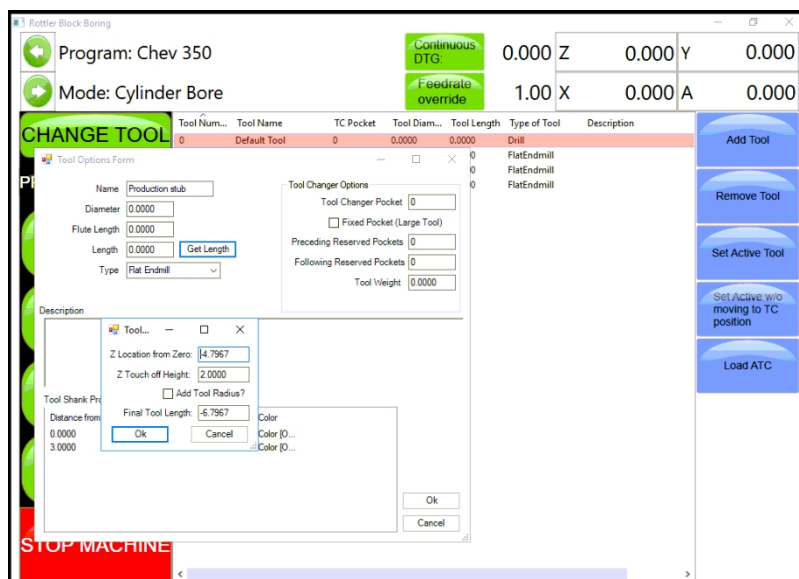 Rottler Block Boring
Program: Chev 350
Continuous DTG:
0.000 Z 0.000 Y 0.000
Mode: Cylinder Bore
Feedrate override
1.00 X 0.000 A 0.000
CHANGE TOOL
Tool Num... Tool Name TC Pocket Tool Diam... Tool Length Type of Tool Description
0 Default Tool 0 0.0000 0.0000 Drill
FlatEndmill
FlatEndmill
FlatEndmill
Add Tool
Remove Tool
Set Active Tool
Set Active w/o
moving to TC
position
Load ATC
Tool Options Form
Name Production stub
Diameter 0.0000
Flute Length 0.0000
Length 0.0000 Get Length
Type Flat Endmill
Tool Changer Options
Tool Changer Pocket 0
Fixed Pocket (Large Tool)
Preceding Reserved Pockets 0
Following Reserved Pockets 0
Tool Weight 0.0000
Description
Tool...
Z Location from Zero: -4.7967
Z Touch off Height: 2.0000
Add Tool Radius?
Final Tool Length: -6.7967
Ok Cancel
Tool Shank Pro
Distance from Color
0.0000 Color [O...
3.0000 Color [O...
Ok
Cancel
STOP MACHINE